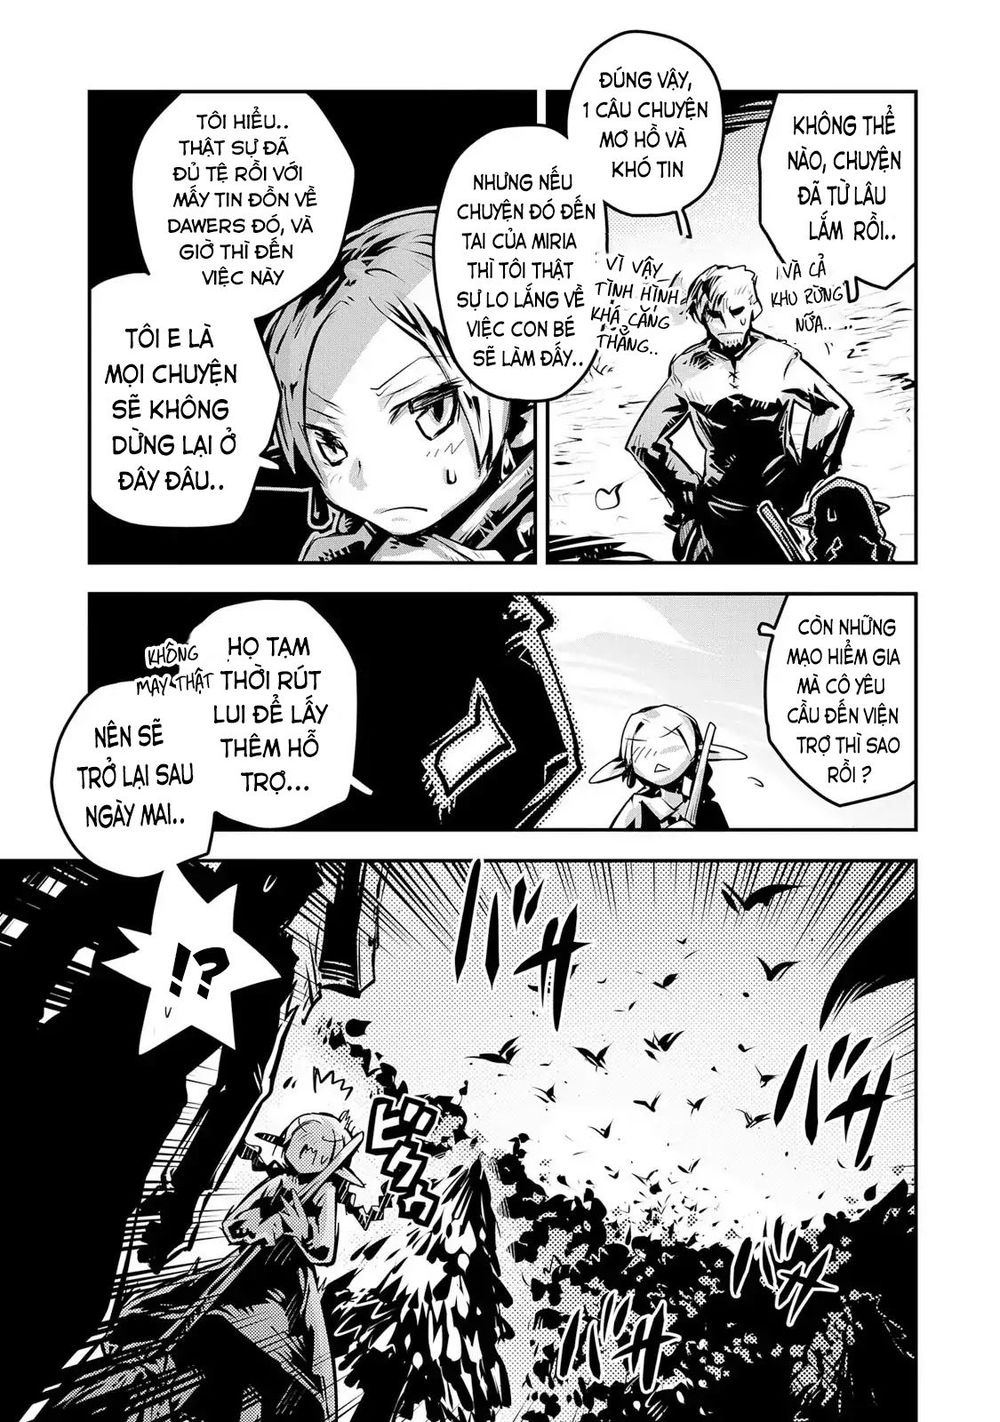 KHÔNG THỂ
NÀO, CHUYỆN
ĐÃ TỪ LÂU
LẮM RỒI..
VÀ CẢ
KHU RỪNG
NỮA....
ĐÚNG VẬY,
1 CÂU CHUYỆN
MƠ HỒ VÀ
KHÓ TIN
VÌ VẬY
TÌNH HÌNH
KHÁ CĂNG
THẲNG..
NHƯNG NẾU
CHUYỆN ĐÓ ĐẾN
TAI CỦA MIRIA
THÌ TÔI THẬT
SỰ LO LẮNG VỀ
VIỆC CON BÉ
SẼ LÀM ĐẤY..
TÔI HIỂU..
THẬT SỰ ĐÃ
ĐỦ TỆ RỒI VỚI
MẤY TIN ĐỒN VỀ
DAWERS ĐÓ, VÀ
GIỜ THÌ ĐẾN
VIỆC NÀY
TÔI E LÀ
MỌI CHUYỆN
SẼ KHÔNG
DỪNG LẠI Ở
ĐÂY ĐÂU..
CÒN NHỮNG
MẠO HIỂM GIA
MÀ CÔ YÊU
CẦU ĐẾN VIỆN
TRỢ THÌ SAO
RỒI ?
HỌ TẠM
THỜI RÚT
LUI ĐỂ LẤY
THÊM HỖ
TRỢ...
KHÔNG
MAY THẬT
NÊN SẼ
TRỞ LẠI SAU
NGÀY MAI..
!?
バサ
バサ
バサ
バサ
ビクゥ